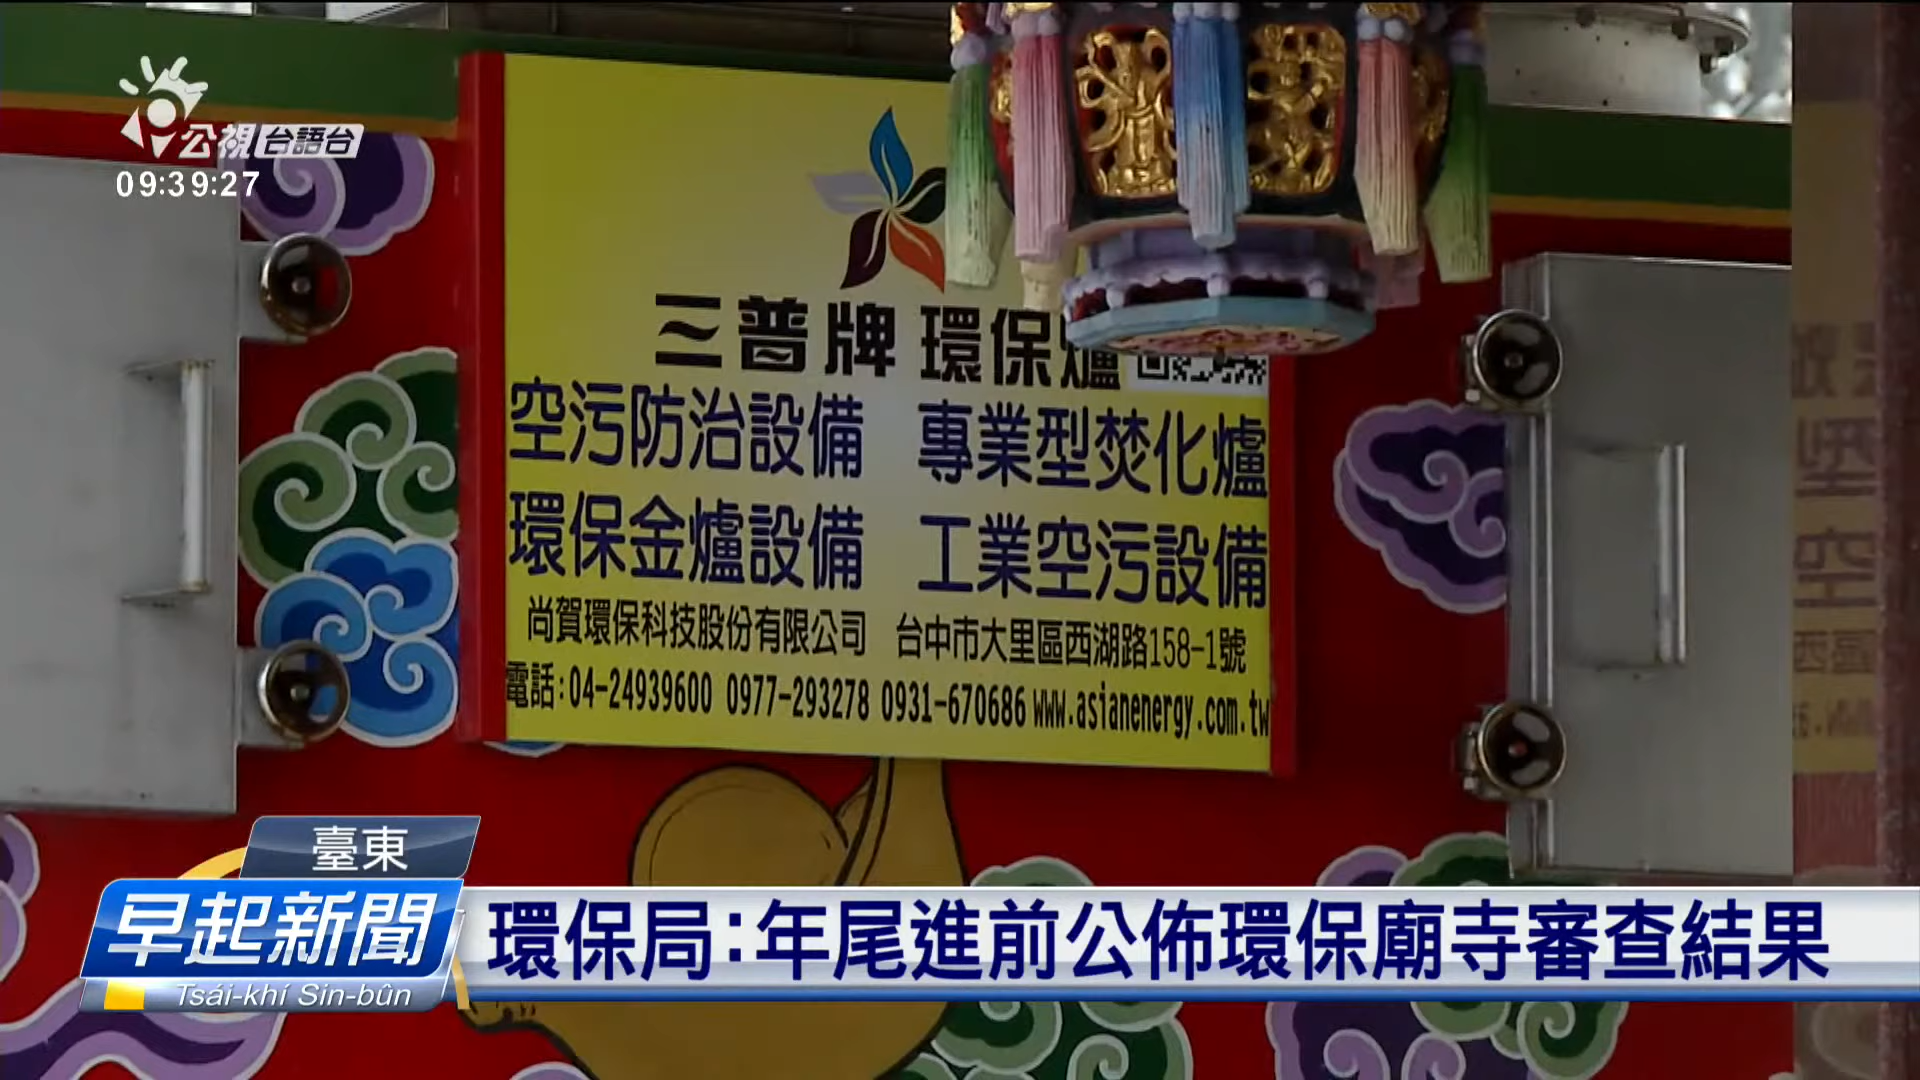 公視台語台
09:39:27
三普牌 環保爐
空污防治設備 專業型焚化爐
環保金爐設備 工業空污設備
尚賀環保科技股份有限公司 台中市大里區西湖路158-1號
電話:04-24939600 0977-293278 0931-670686 www.asianenergy.com.tw
型
空
西區
臺東
早起新聞
Tsái-khí Sin-bûn
環保局:年尾進前公佈環保廟寺審查結果